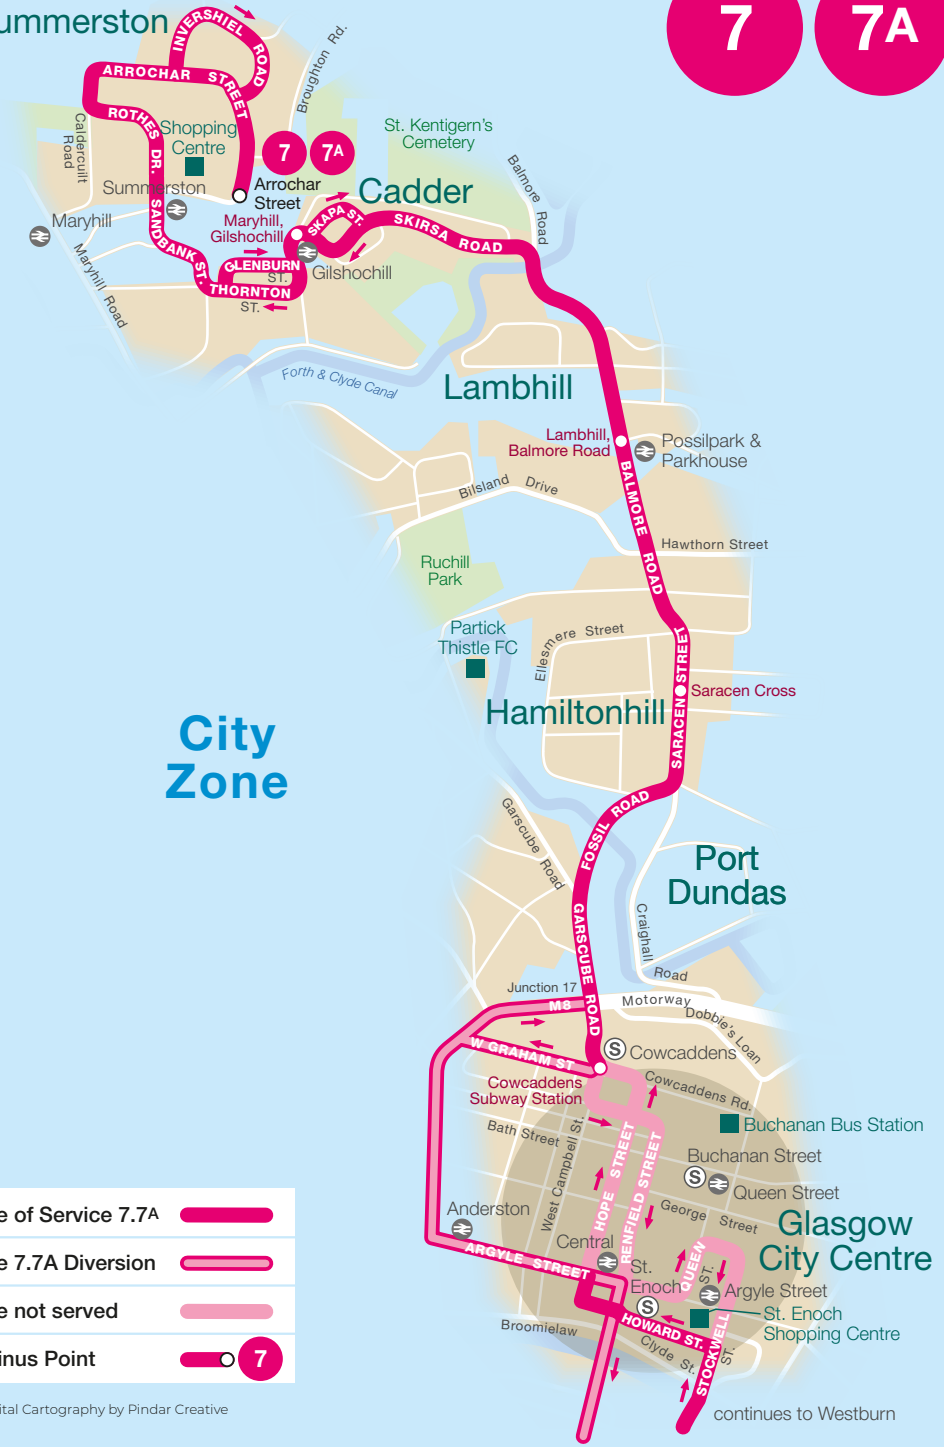 ummerston
7
7A
INVERSHIEL ROAD
ARROCHAR STREET
Broughton Rd.
ROTHES DR.
Caldercuilt
Road
Shopping
Centre
St. Kentigern's
Cemetery
7
7A
Balmore Road
Summerston
Arrochar
Street
Cadder
Maryhill
Maryhill,
Gilshochill
SKAPA ST.
SKIRSA ROAD
SANDBANK ST.
Maryhill Road
GLENBURN
ST.
Gilshochill
THORNTON
ST.
Forth & Clyde Canal
Lambhill
Lambhill,
Balmore Road
Possilpark &
Parkhouse
BALMORE ROAD
Bilsland Drive
Hawthorn Street
Ruchill
Park
Partick
Thistle FC
Ellesmere Street
SARACEN STREET
Saracen Cross
Hamiltonhill
City
Zone
FOSSIL ROAD
Garscube Road
Port
Dundas
GARSCUBE ROAD
Craighall
Road
Junction 17
M8
Motorway
Dobbie's Loan
W GRAHAM ST
S
Cowcaddens
Cowcaddens
Subway Station
Cowcaddens Rd.
Bath Street
West Campbell St.
HOPE STREET
RENFIELD STREET
Buchanan Bus Station
Buchanan Street
S
Queen Street
George Street
Glasgow
City Centre
Anderston
ARGYLE STREET
Central
St.
Enoch
S
QUEEN
ST.
Argyle Street
St. Enoch
Shopping Centre
HOWARD ST.
Broomielaw
Clyde St.
STOCKWELL
ST.
continues to Westburn
e of Service 7.7A
e 7.7A Diversion
e not served
inus Point
7
ital Cartography by Pindar Creative